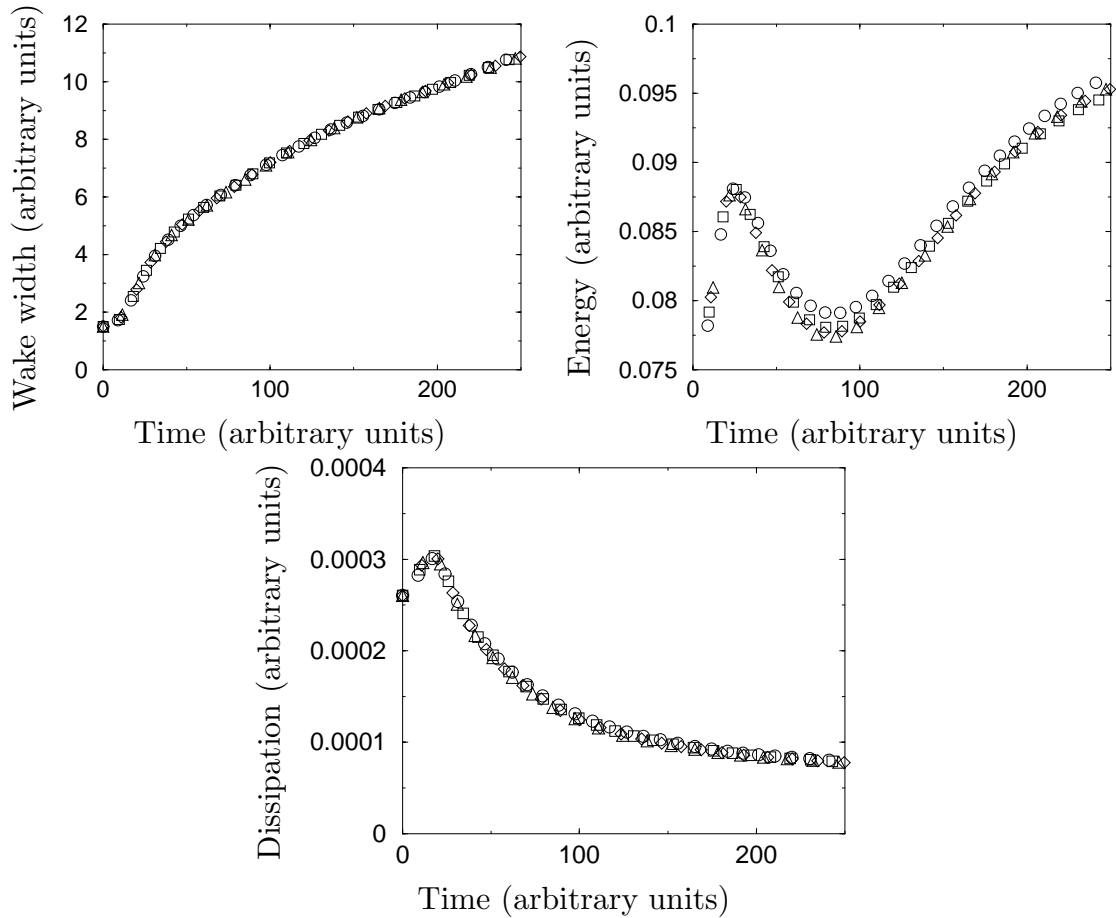 Wake width (arbitrary units)
12
10
8
6
4
2
0
0 100 200
Time (arbitrary units)
Energy (arbitrary units)
0.1
0.095
0.09
0.085
0.08
0.075
0 100 200
Time (arbitrary units)
Dissipation (arbitrary units)
0.0004
0.0003
0.0002
0.0001
0
0 100 200
Time (arbitrary units)